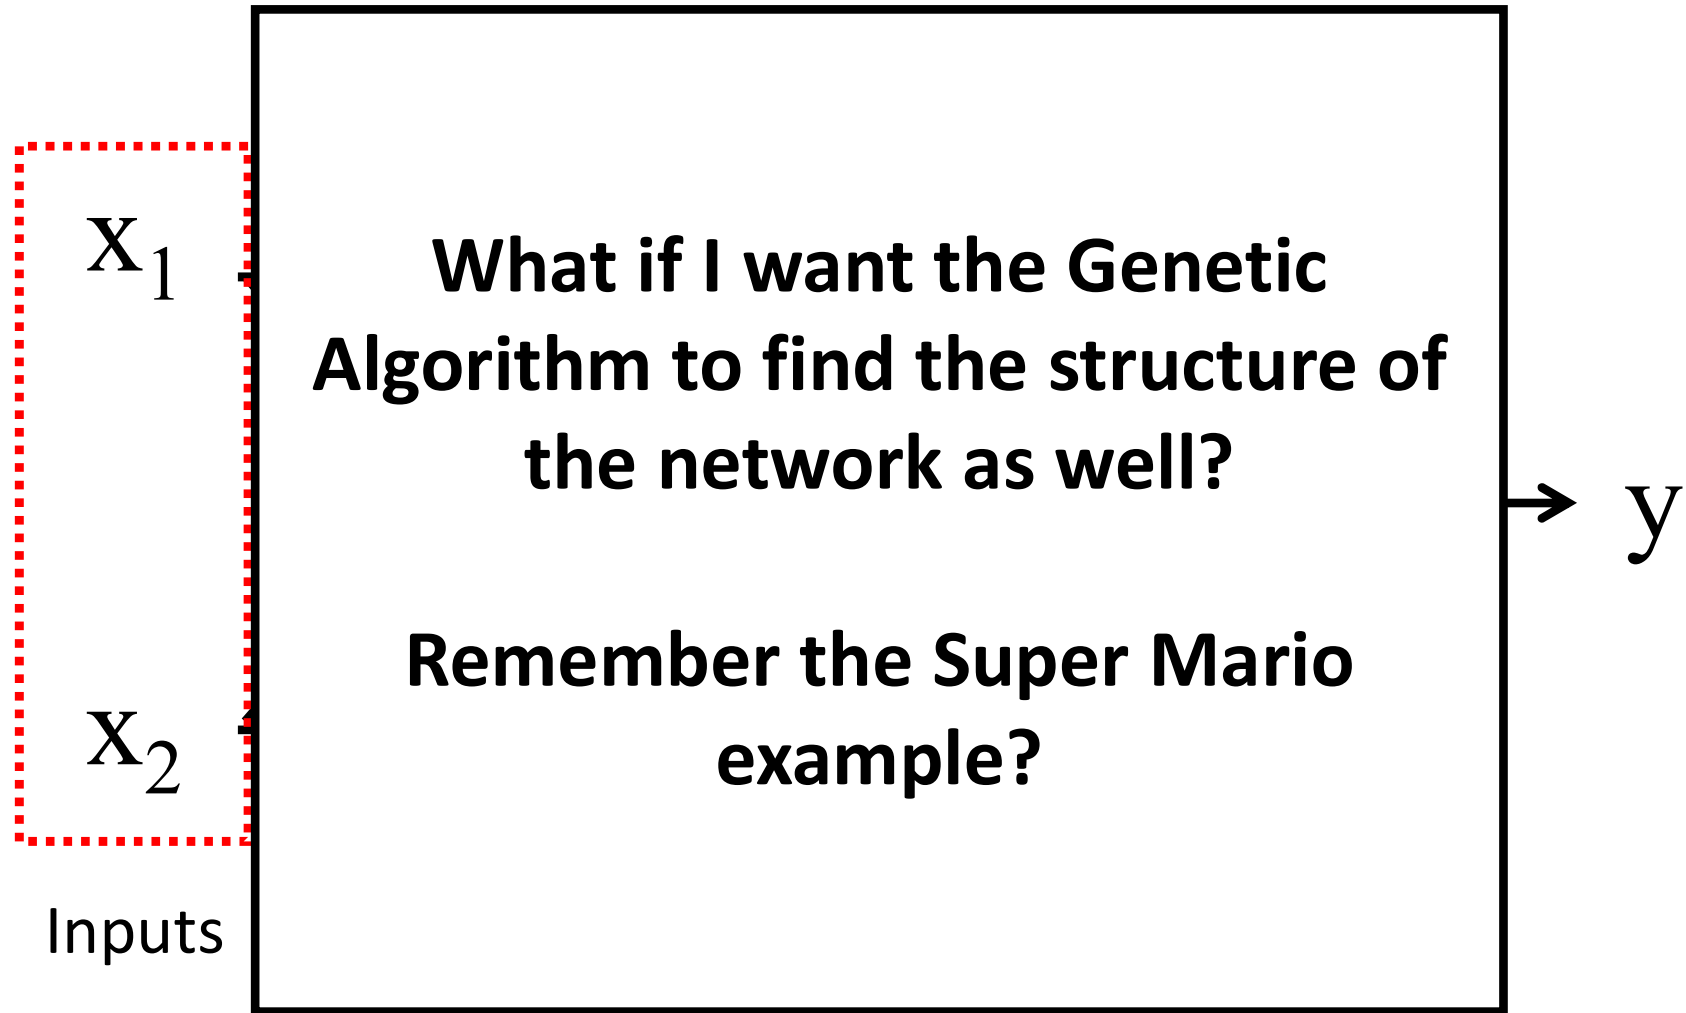 x₁
What if I want the Genetic
Algorithm to find the structure of
the network as well?
y
Remember the Super Mario
example?
x₂
Inputs